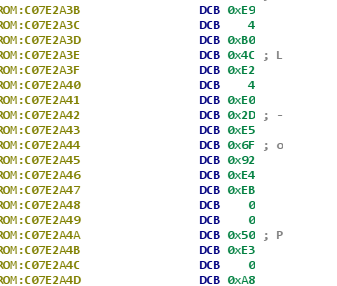 ROM:C07E2A3B DCB 0xE9
ROM:C07E2A3C DCB 4
ROM:C07E2A3D DCB 0xB0
ROM:C07E2A3E DCB 0x4C ; L
ROM:C07E2A3F DCB 0xE2
ROM:C07E2A40 DCB 4
ROM:C07E2A41 DCB 0xE0
ROM:C07E2A42 DCB 0x2D ; -
ROM:C07E2A43 DCB 0xE5
ROM:C07E2A44 DCB 0x6F ; o
ROM:C07E2A45 DCB 0x92
ROM:C07E2A46 DCB 0xE4
ROM:C07E2A47 DCB 0xEB
ROM:C07E2A48 DCB 0
ROM:C07E2A49 DCB 0
ROM:C07E2A4A DCB 0x50 ; P
ROM:C07E2A4B DCB 0xE3
ROM:C07E2A4C DCB 0
ROM:C07E2A4D DCB 0xA8